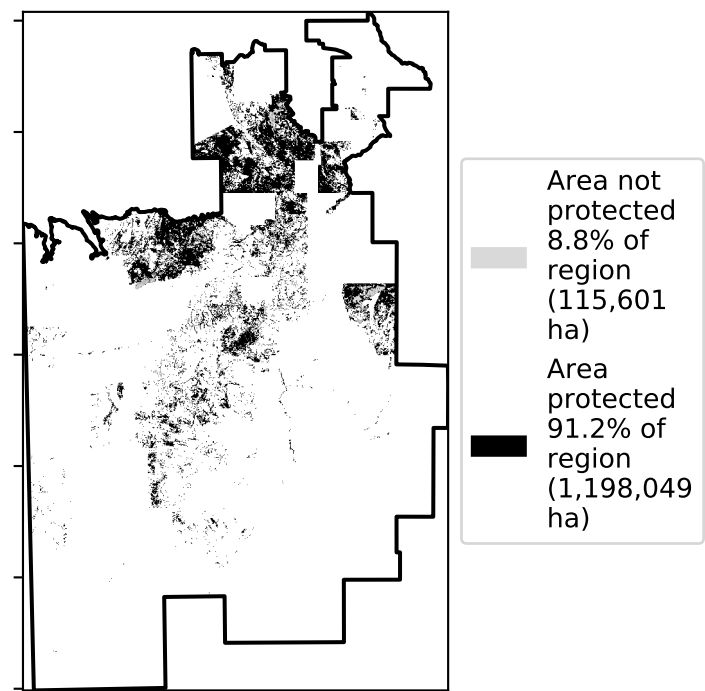 Area not
protected
8.8% of
region
(115,601
ha)
Area
protected
91.2% of
region
(1,198,049
ha)